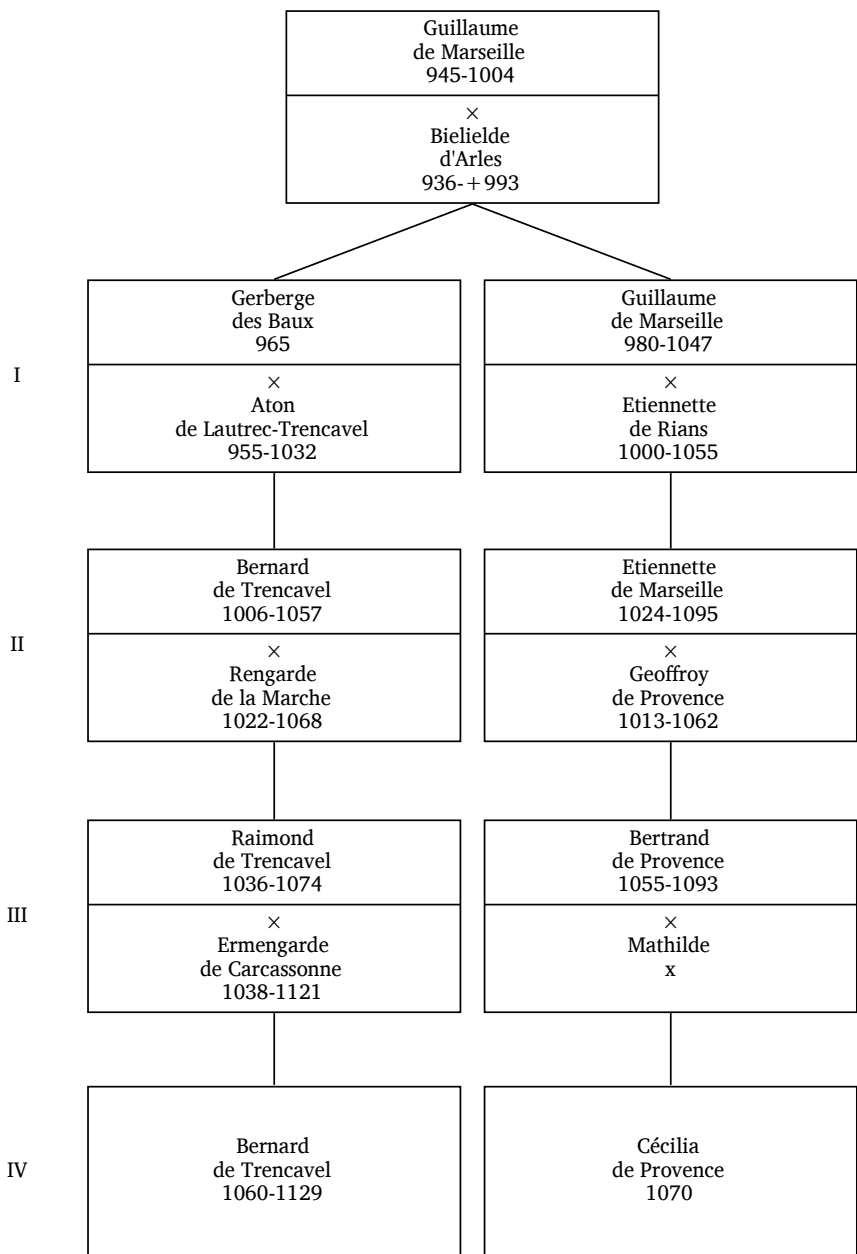 Guillaume
de Marseille
945-1004
×
Bielielde
d'Arles
936-+993
I
Gerberge
des Baux
965
×
Aton
de Lautrec-Trencavel
955-1032
Guillaume
de Marseille
980-1047
×
Etiennette
de Rians
1000-1055
II
Bernard
de Trencavel
1006-1057
×
Rengarde
de la Marche
1022-1068
Etiennette
de Marseille
1024-1095
×
Geoffroy
de Provence
1013-1062
III
Raimond
de Trencavel
1036-1074
×
Ermengarde
de Carcassonne
1038-1121
Bertrand
de Provence
1055-1093
×
Mathilde
x
IV
Bernard
de Trencavel
1060-1129
Cécilia
de Provence
1070